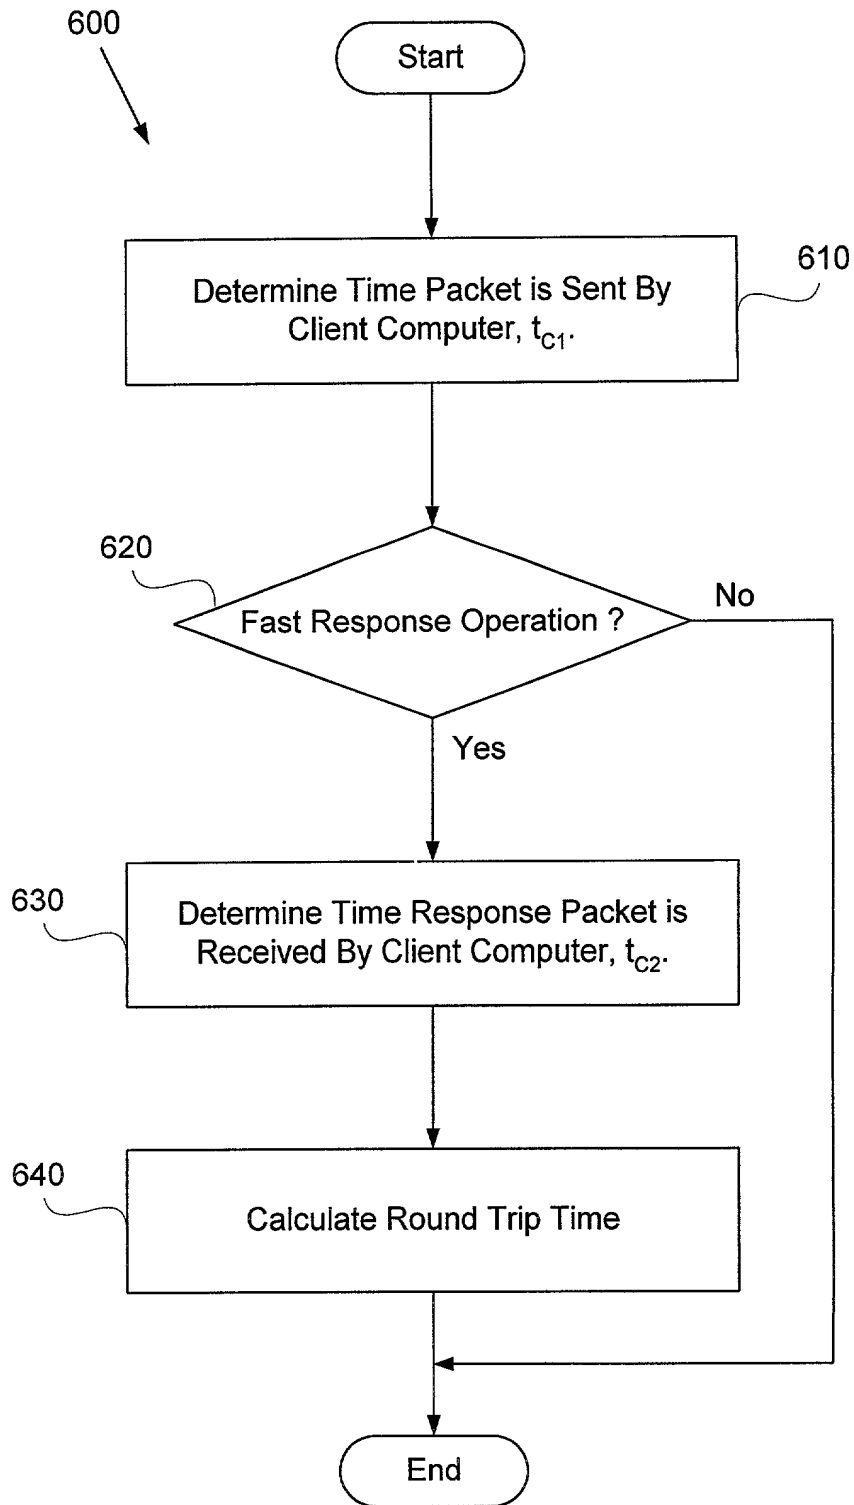 600
Start
610
Determine Time Packet is Sent By
Client Computer, tC1.
620
Fast Response Operation ?
No
Yes
630
Determine Time Response Packet is
Received By Client Computer, tC2.
640
Calculate Round Trip Time
End